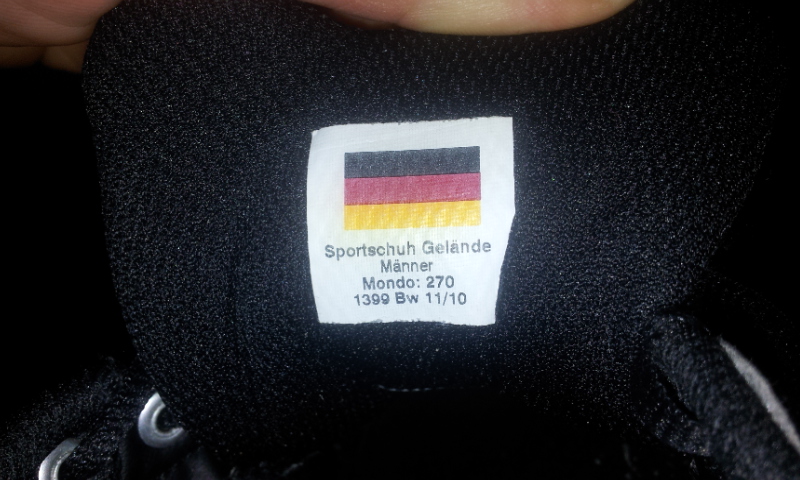 Sportschuh Gelände
Männer
Mondo: 270
1399 Bw 11/10